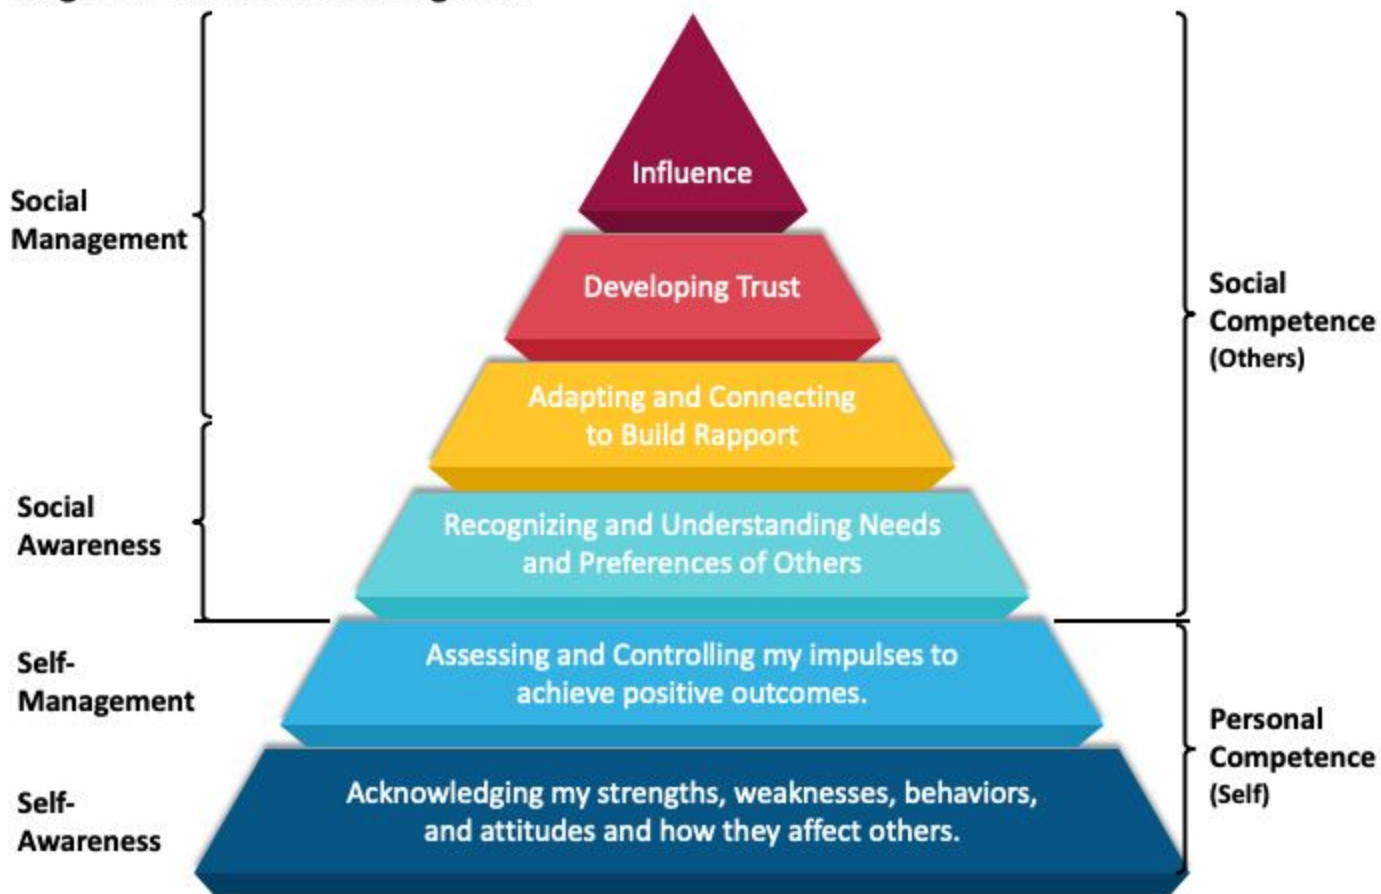 Influence
Social
Management
Developing Trust
Social
Competence
(Others)
Adapting and Connecting
to Build Rapport
Social
Awareness
Recognizing and Understanding Needs
and Preferences of Others
Self-
Management
Assessing and Controlling my impulses to
achieve positive outcomes.
Personal
Competence
(Self)
Self-
Awareness
Acknowledging my strengths, weaknesses, behaviors,
and attitudes and how they affect others.